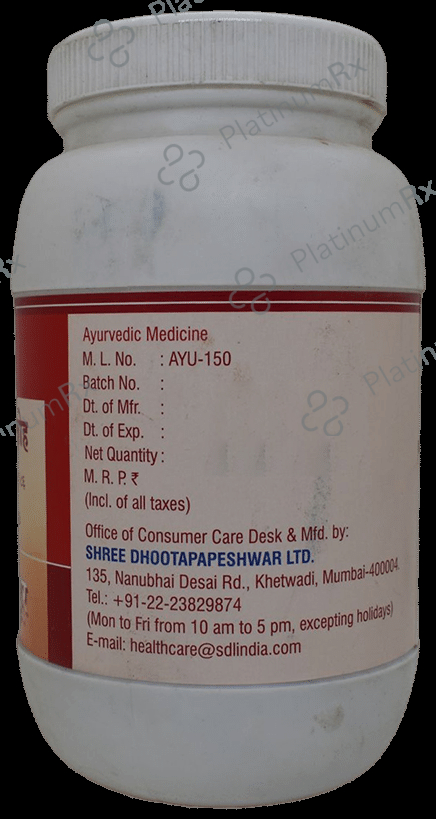 PlatinumRx
PlatinumRx
PlatinumRx
Ayurvedic Medicine
M. L. No. : AYU-150
Batch No. :
Dt. of Mfr. :
Dt. of Exp. :
Net Quantity :
M. R. P. ₹
(Incl. of all taxes)
Office of Consumer Care Desk & Mfd. by:
SHREE DHOOTAPAPESHWAR LTD.
135, Nanubhai Desai Rd., Khetwadi, Mumbai-400004.
Tel.: +91-22-23829874
(Mon to Fri from 10 am to 5 pm, excepting holidays)
E-mail: healthcare@sdlindia.com